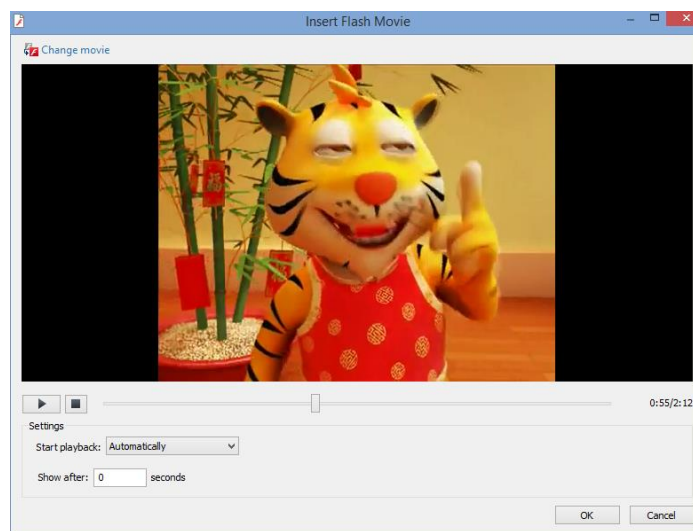 Insert Flash Movie
Change movie
0:55/2:12
Settings
Start playback: Automatically
Show after: 0 seconds
OK Cancel